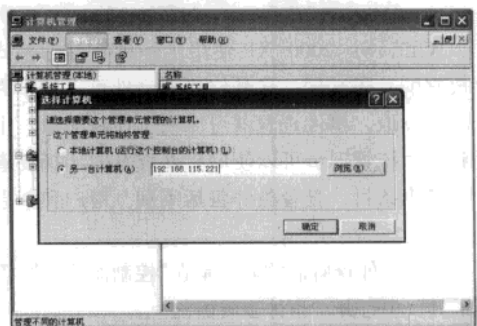 计算机管理
文件(F) 查看(V) 窗口(W) 帮助(H)
计算机管理(本地)
名称
系统工具
系统工具
选择计算机
请选择需要这个管理单元管理的计算机。
这个管理单元将始终管理
本地计算机(运行这个控制台的计算机)(L)
另一台计算机(A)
192.168.115.221
浏览(R)
确定
取消
管理不同的计算机